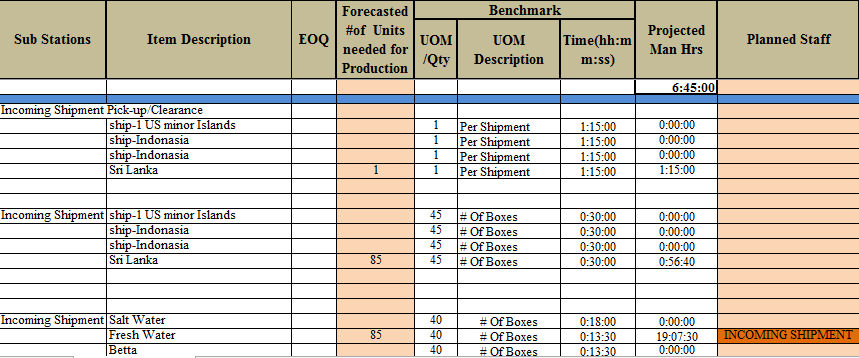 Sub Stations Item Description EOQ Forecasted #of Units needed for Production Benchmark UOM /Qty UOM Description Time(hh:mm:ss) Projected Man Hrs Planned Staff
6:45:00
Incoming Shipment Pick-up/Clearance
ship-1 US minor Islands 1 Per Shipment 1:15:00 0:00:00
ship-Indonasia 1 Per Shipment 1:15:00 0:00:00
ship-Indonasia 1 Per Shipment 1:15:00 0:00:00
Sri Lanka 1 1 Per Shipment 1:15:00 1:15:00
Incoming Shipment ship-1 US minor Islands 45 # Of Boxes 0:30:00 0:00:00
ship-Indonasia 45 # Of Boxes 0:30:00 0:00:00
ship-Indonasia 45 # Of Boxes 0:30:00 0:00:00
Sri Lanka 85 45 # Of Boxes 0:30:00 0:56:40
Incoming Shipment Salt Water 40 # Of Boxes 0:18:00 0:00:00
Fresh Water 85 40 # Of Boxes 0:13:30 19:07:30 INCOMING SHIPMENT
Betta 40 # Of Boxes 0:13:30 0:00:00